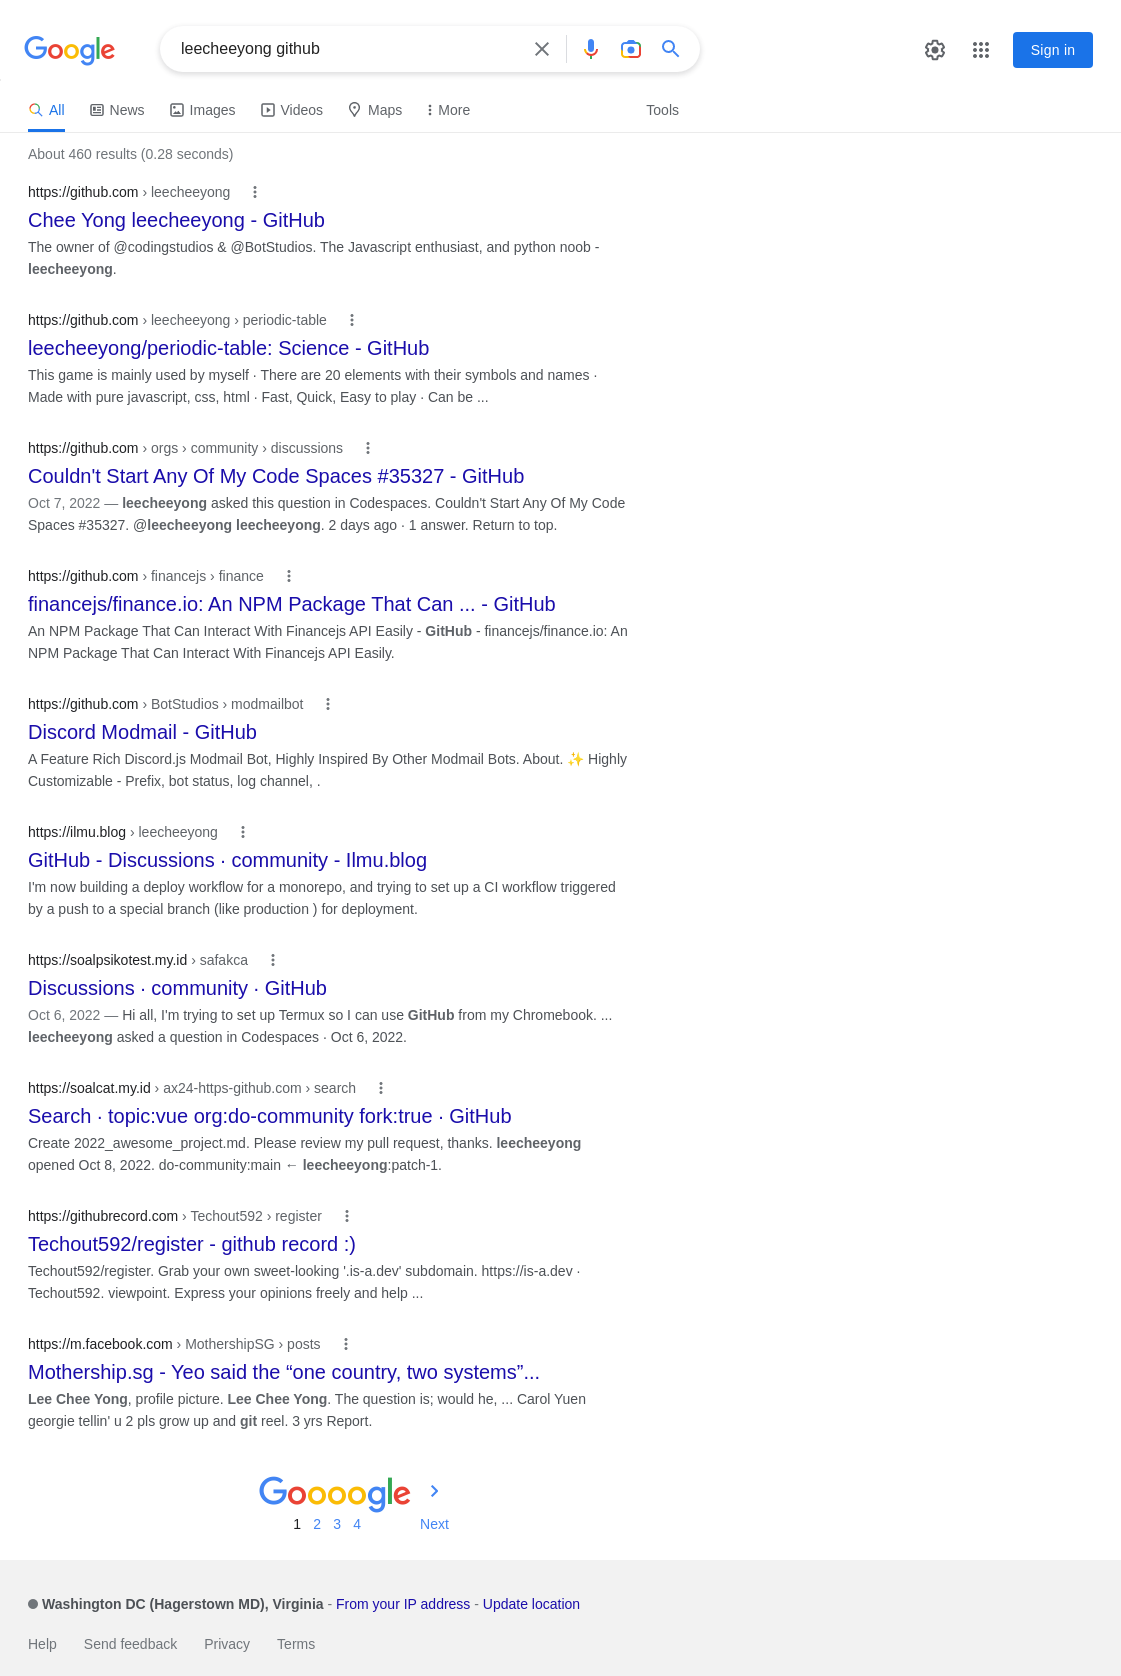 Google
leecheeyong github
Sign in
All News Images Videos Maps More Tools
About 460 results (0.28 seconds)
https://github.com › leecheeyong
Chee Yong leecheeyong - GitHub
The owner of @codingstudios & @BotStudios. The Javascript enthusiast, and python noob -
leecheeyong.
https://github.com › leecheeyong › periodic-table
leecheeyong/periodic-table: Science - GitHub
This game is mainly used by myself · There are 20 elements with their symbols and names ·
Made with pure javascript, css, html · Fast, Quick, Easy to play · Can be ...
https://github.com › orgs › community › discussions
Couldn't Start Any Of My Code Spaces #35327 - GitHub
Oct 7, 2022 — leecheeyong asked this question in Codespaces. Couldn't Start Any Of My Code
Spaces #35327. @leecheeyong leecheeyong. 2 days ago · 1 answer. Return to top.
https://github.com › financejs › finance
financejs/finance.io: An NPM Package That Can ... - GitHub
An NPM Package That Can Interact With Financejs API Easily - GitHub - financejs/finance.io: An
NPM Package That Can Interact With Financejs API Easily.
https://github.com › BotStudios › modmailbot
Discord Modmail - GitHub
A Feature Rich Discord.js Modmail Bot, Highly Inspired By Other Modmail Bots. About. ✨ Highly
Customizable - Prefix, bot status, log channel, .
https://ilmu.blog › leecheeyong
GitHub - Discussions · community - Ilmu.blog
I'm now building a deploy workflow for a monorepo, and trying to set up a CI workflow triggered
by a push to a special branch (like production ) for deployment.
https://soalpsikotest.my.id › safakca
Discussions · community · GitHub
Oct 6, 2022 — Hi all, I'm trying to set up Termux so I can use GitHub from my Chromebook. ...
leecheeyong asked a question in Codespaces · Oct 6, 2022.
https://soalcat.my.id › ax24-https-github.com › search
Search · topic:vue org:do-community fork:true · GitHub
Create 2022_awesome_project.md. Please review my pull request, thanks. leecheeyong
opened Oct 8, 2022. do-community:main ← leecheeyong:patch-1.
https://githubrecord.com › Techout592 › register
Techout592/register - github record :)
Techout592/register. Grab your own sweet-looking '.is-a.dev' subdomain. https://is-a.dev ·
Techout592. viewpoint. Express your opinions freely and help ...
https://m.facebook.com › MothershipSG › posts
Mothership.sg - Yeo said the “one country, two systems”...
Lee Chee Yong, profile picture. Lee Chee Yong. The question is; would he, ... Carol Yuen
georgie tellin' u 2 pls grow up and git reel. 3 yrs Report.
Goooogle
1 2 3 4 Next
Washington DC (Hagerstown MD), Virginia - From your IP address - Update location
Help Send feedback Privacy Terms